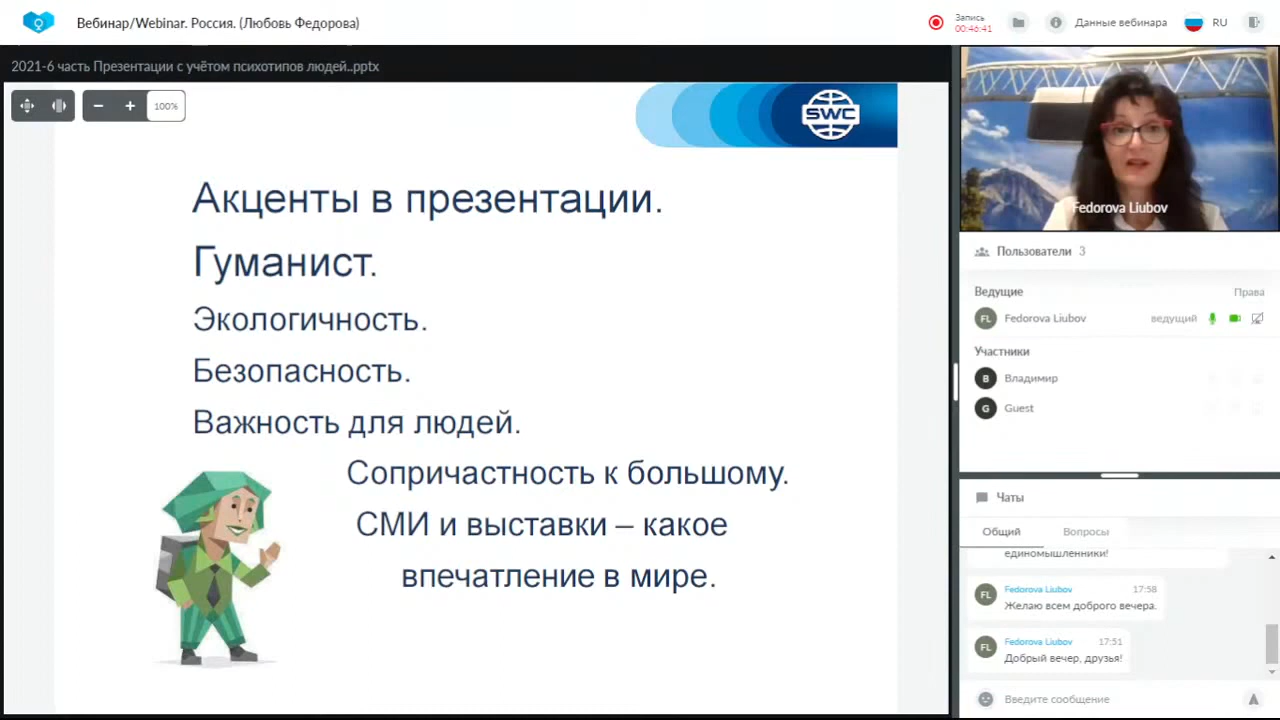 Вебинар/Webinar. Россия. (Любовь Федорова)
Запись
00:46:41
Данные вебинара
RU
2021-6 часть Презентации с учётом психотипов людей..pptx
100%
SWC
Акценты в презентации.
Гуманист.
Экологичность.
Безопасность.
Важность для людей.
Сопричастность к большому.
СМИ и выставки – какое
впечатление в мире.
Fedorova Liubov
Пользователи 3
Ведущие
Права
FL Fedorova Liubov ведущий
Участники
В Владимир
G Guest
Чаты
Общий Вопросы
единомышленники!
FL Fedorova Liubov 17:58
Желаю всем доброго вечера.
FL Fedorova Liubov 17:51
Добрый вечер, друзья!
Введите сообщение